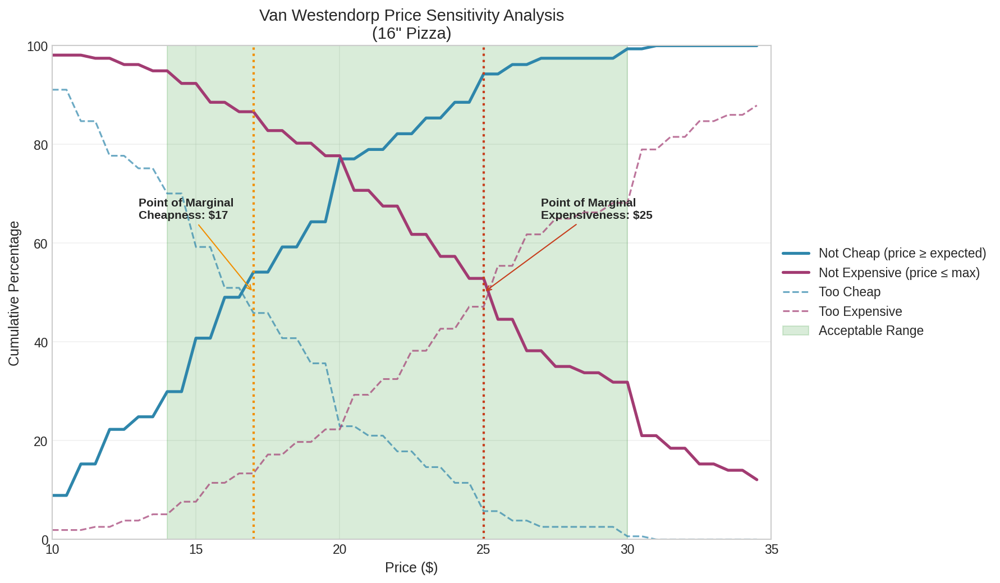 Van Westendorp Price Sensitivity Analysis
(16" Pizza)
100
80
60
40
20
0
Cumulative Percentage
Point of Marginal
Cheapness: $17
Point of Marginal
Expensiveness: $25
Not Cheap (price ≥ expected)
Not Expensive (price ≤ max)
Too Cheap
Too Expensive
Acceptable Range
10 15 20 25 30 35
Price ($)